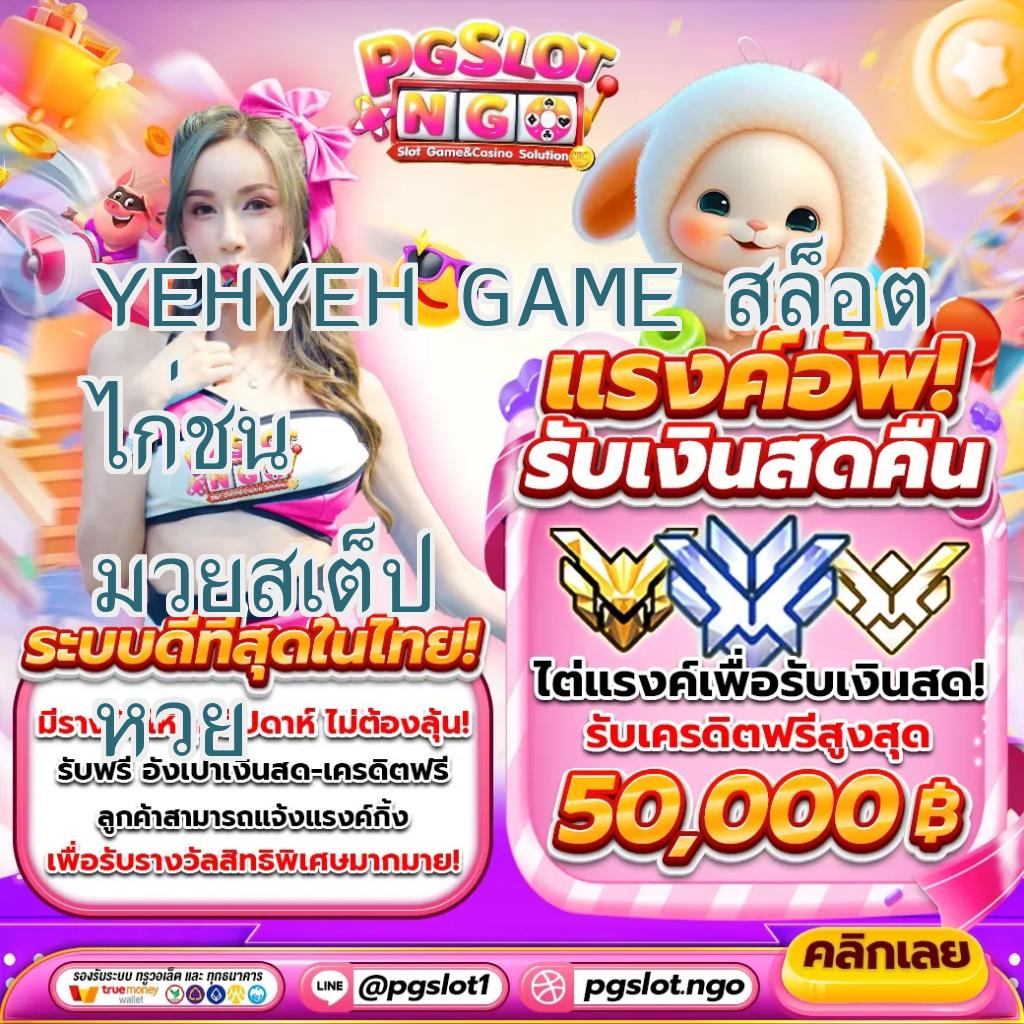 PGSLOT
NGO
Slot Game&Casino Solution
YEHYEH GAME สล็อต
ไก่ชน
มวยสเต็ป
หวย
แรงค์อัพ!
รับเงินสดคืน
ไต่แรงค์เพื่อรับเงินสด!
รับเครดิตฟรีสูงสุด
50,000 ฿
ระบบดีที่สุดในไทย!
ไม่ต้องลุ้น!
รับฟรี อั่งเปาเงินสด-เครดิตฟรี
ลูกค้าสามารถแจ้งแรงค์กิ้ง
เพื่อรับรางวัลสิทธิพิเศษมากมาย!
คลิกเลย
รองรับระบบ ทรูวอเล็ต และ ทุกธนาคาร
truemoney
wallet
LINE @pgslot1
pgslot.ngo